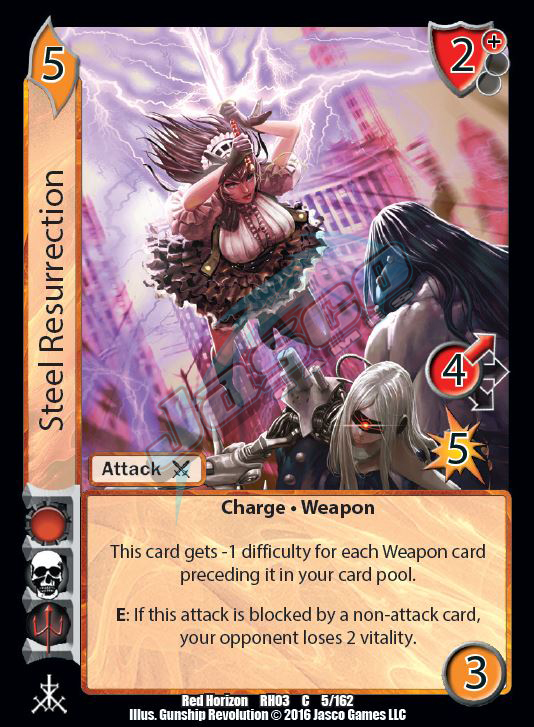 5
2
+
Steel Resurrection
Jasco
4
5
Attack
Charge • Weapon
This card gets -1 difficulty for each Weapon card
preceding it in your card pool.
E: If this attack is blocked by a non-attack card,
your opponent loses 2 vitality.
3
Red Horizon RH03 C 5/162
Illus. Gunship Revolution © 2016 Jasco Games LLC